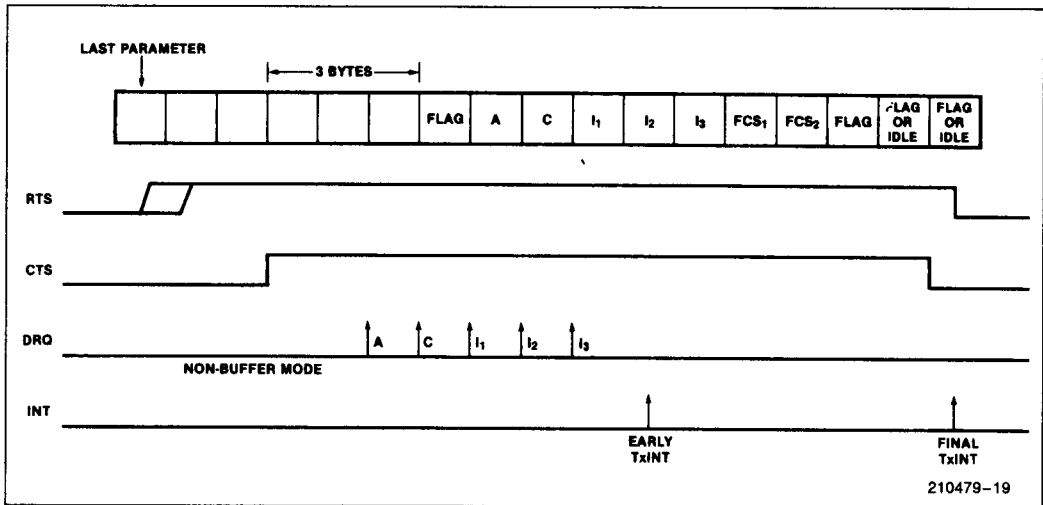 LAST PARAMETER
3 BYTES
FLAG A C I1 I2 I3 FCS1 FCS2 FLAG FLAG OR IDLE FLAG OR IDLE
RTS
CTS
DRQ
A C I1 I2 I3
NON-BUFFER MODE
INT
EARLY TxINT
FINAL TxINT
210479-19